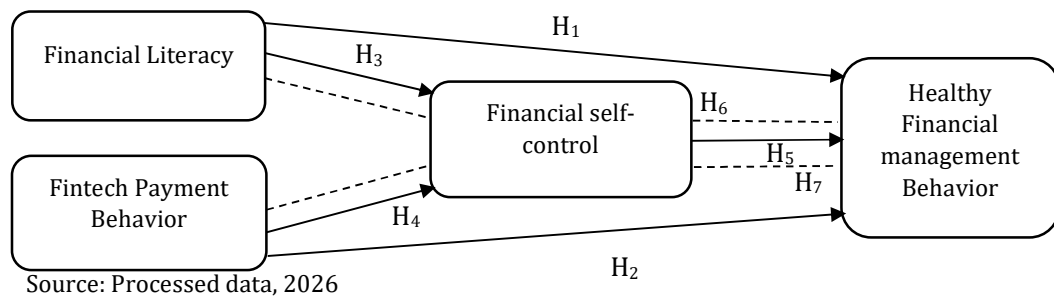 Financial Literacy
H₁
H₃
Financial self-
control
H₆
H₅
H₇
Healthy
Financial
management
Behavior
Fintech Payment
Behavior
H₄
H₂
Source: Processed data, 2026